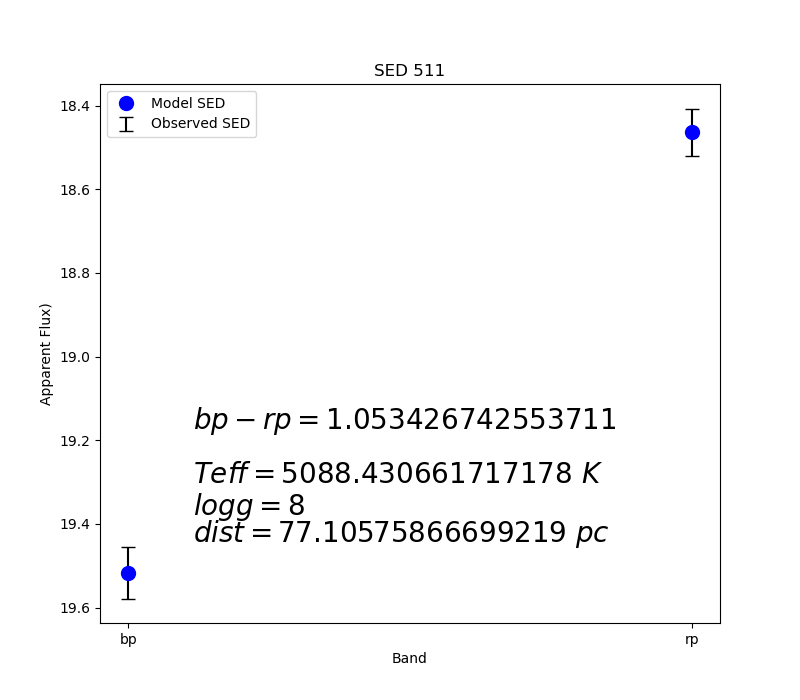 SED 511
Model SED
Observed SED
18.4
18.6
18.8
19.0
19.2
19.4
19.6
Apparent Flux)
bp − rp = 1.053426742553711
Teff = 5088.430661717178 K
logg = 8
dist = 77.10575866699219 pc
bp
rp
Band